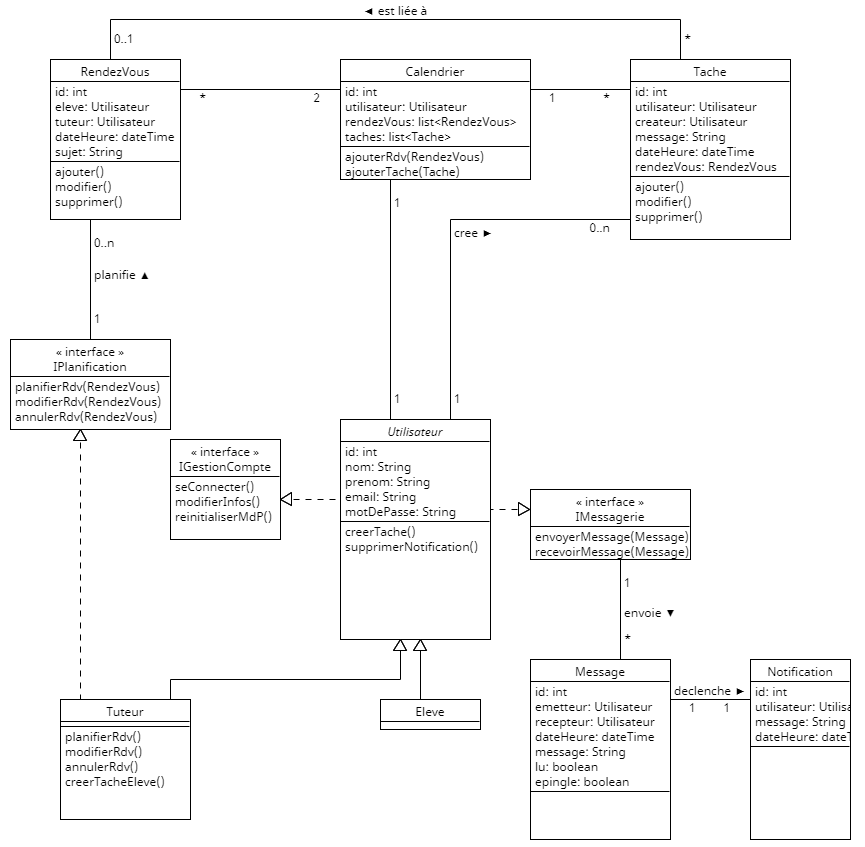 ◄ est liée à
0..1
*
RendezVous
id: int
eleve: Utilisateur
tuteur: Utilisateur
dateHeure: dateTime
sujet: String
ajouter()
modifier()
supprimer()
*
2
Calendrier
id: int
utilisateur: Utilisateur
rendezVous: list<RendezVous>
taches: list<Tache>
ajouterRdv(RendezVous)
ajouterTache(Tache)
1
*
Tache
id: int
utilisateur: Utilisateur
createur: Utilisateur
message: String
dateHeure: dateTime
rendezVous: RendezVous
ajouter()
modifier()
supprimer()
0..n
planifie ▲
1
1
1
cree ►
0..n
1
« interface »
IPlanification
planifierRdv(RendezVous)
modifierRdv(RendezVous)
annulerRdv(RendezVous)
« interface »
IGestionCompte
seConnecter()
modifierInfos()
reinitialiserMdP()
Utilisateur
id: int
nom: String
prenom: String
email: String
motDePasse: String
creerTache()
supprimerNotification()
« interface »
IMessagerie
envoyerMessage(Message)
recevoirMessage(Message)
1
envoie ▼
*
Tuteur
planifierRdv()
modifierRdv()
annulerRdv()
creerTacheEleve()
Eleve
Message
id: int
emetteur: Utilisateur
recepteur: Utilisateur
dateHeure: dateTime
message: String
lu: boolean
epingle: boolean
declenche ►
1
1
Notification
id: int
utilisateur: Utilisa
message: String
dateHeure: dateT